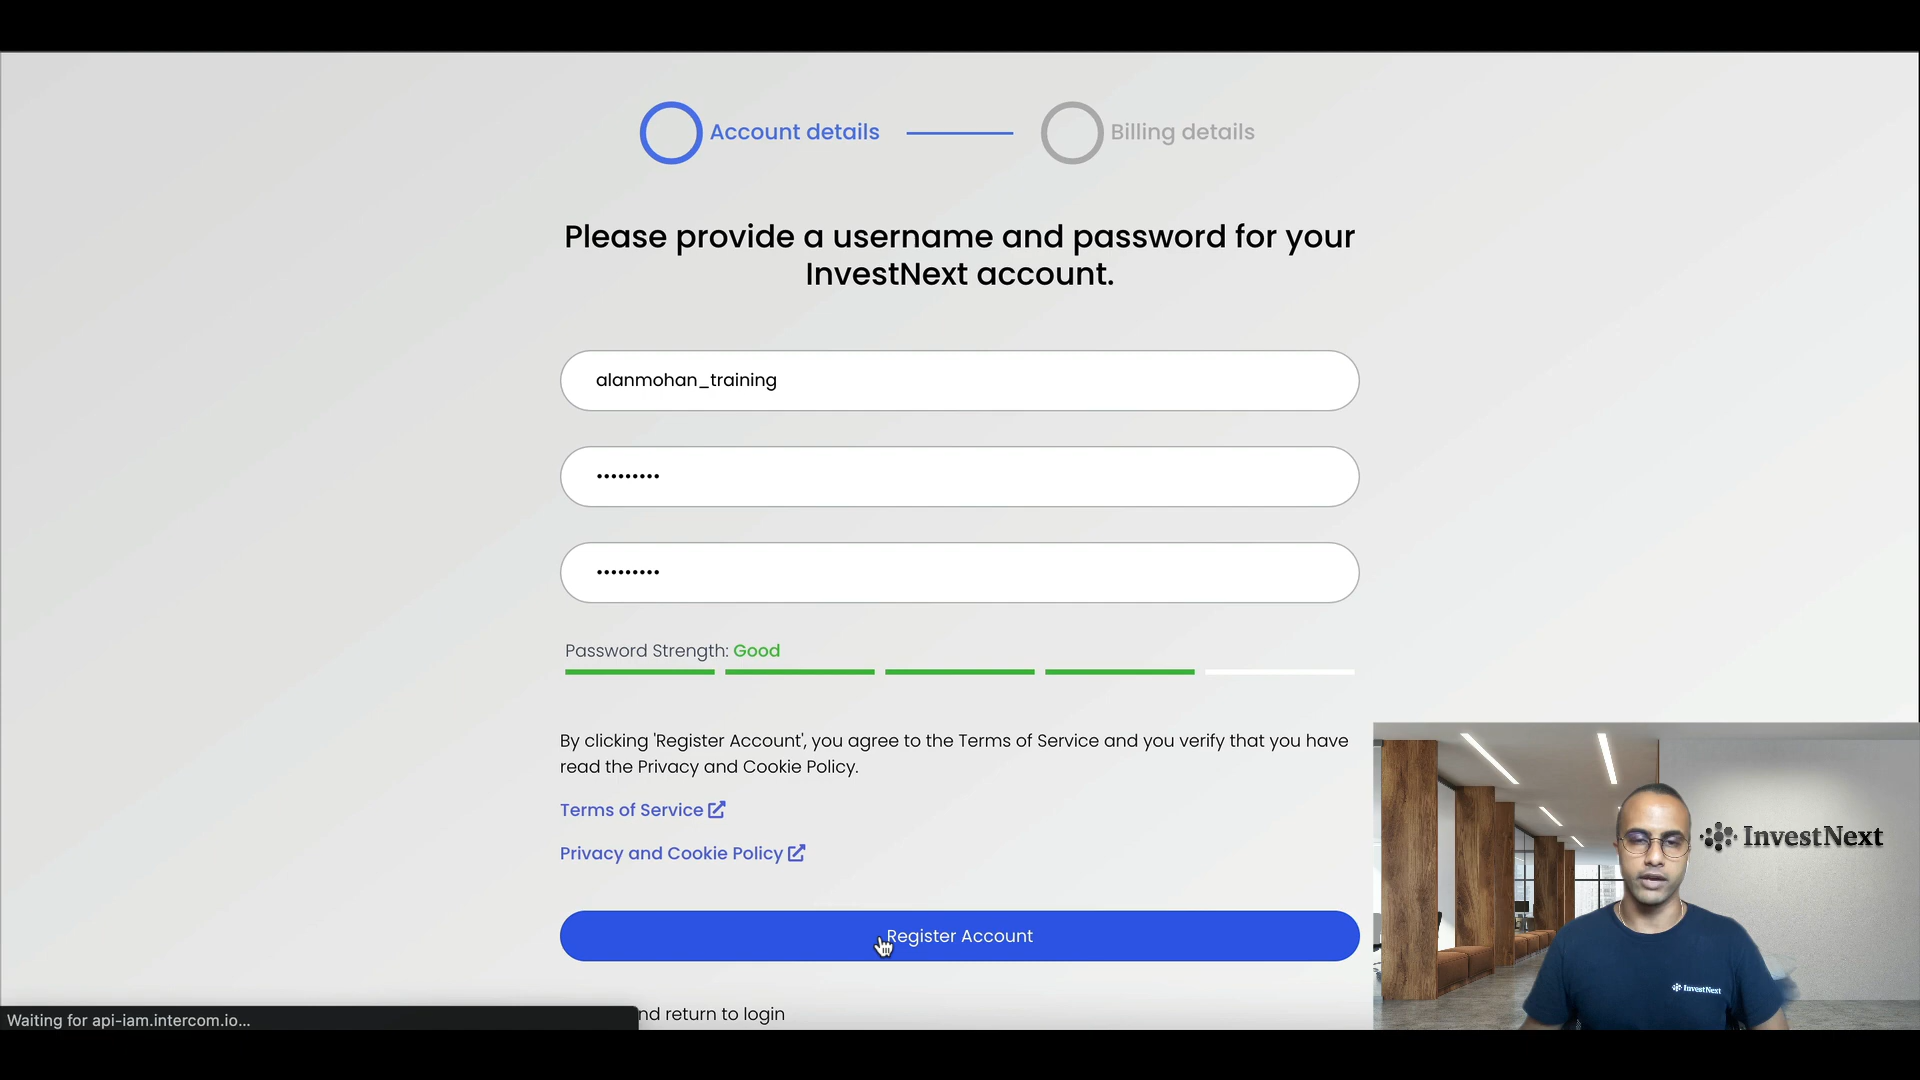 Account details
Billing details
Please provide a username and password for your
InvestNext account.
alanmohan_training
•••••••••
•••••••••
Password Strength: Good
By clicking 'Register Account', you agree to the Terms of Service and you verify that you have
read the Privacy and Cookie Policy.
Terms of Service
Privacy and Cookie Policy
Register Account
InvestNext
InvestNext
nd return to login
Waiting for api-iam.intercom.io...